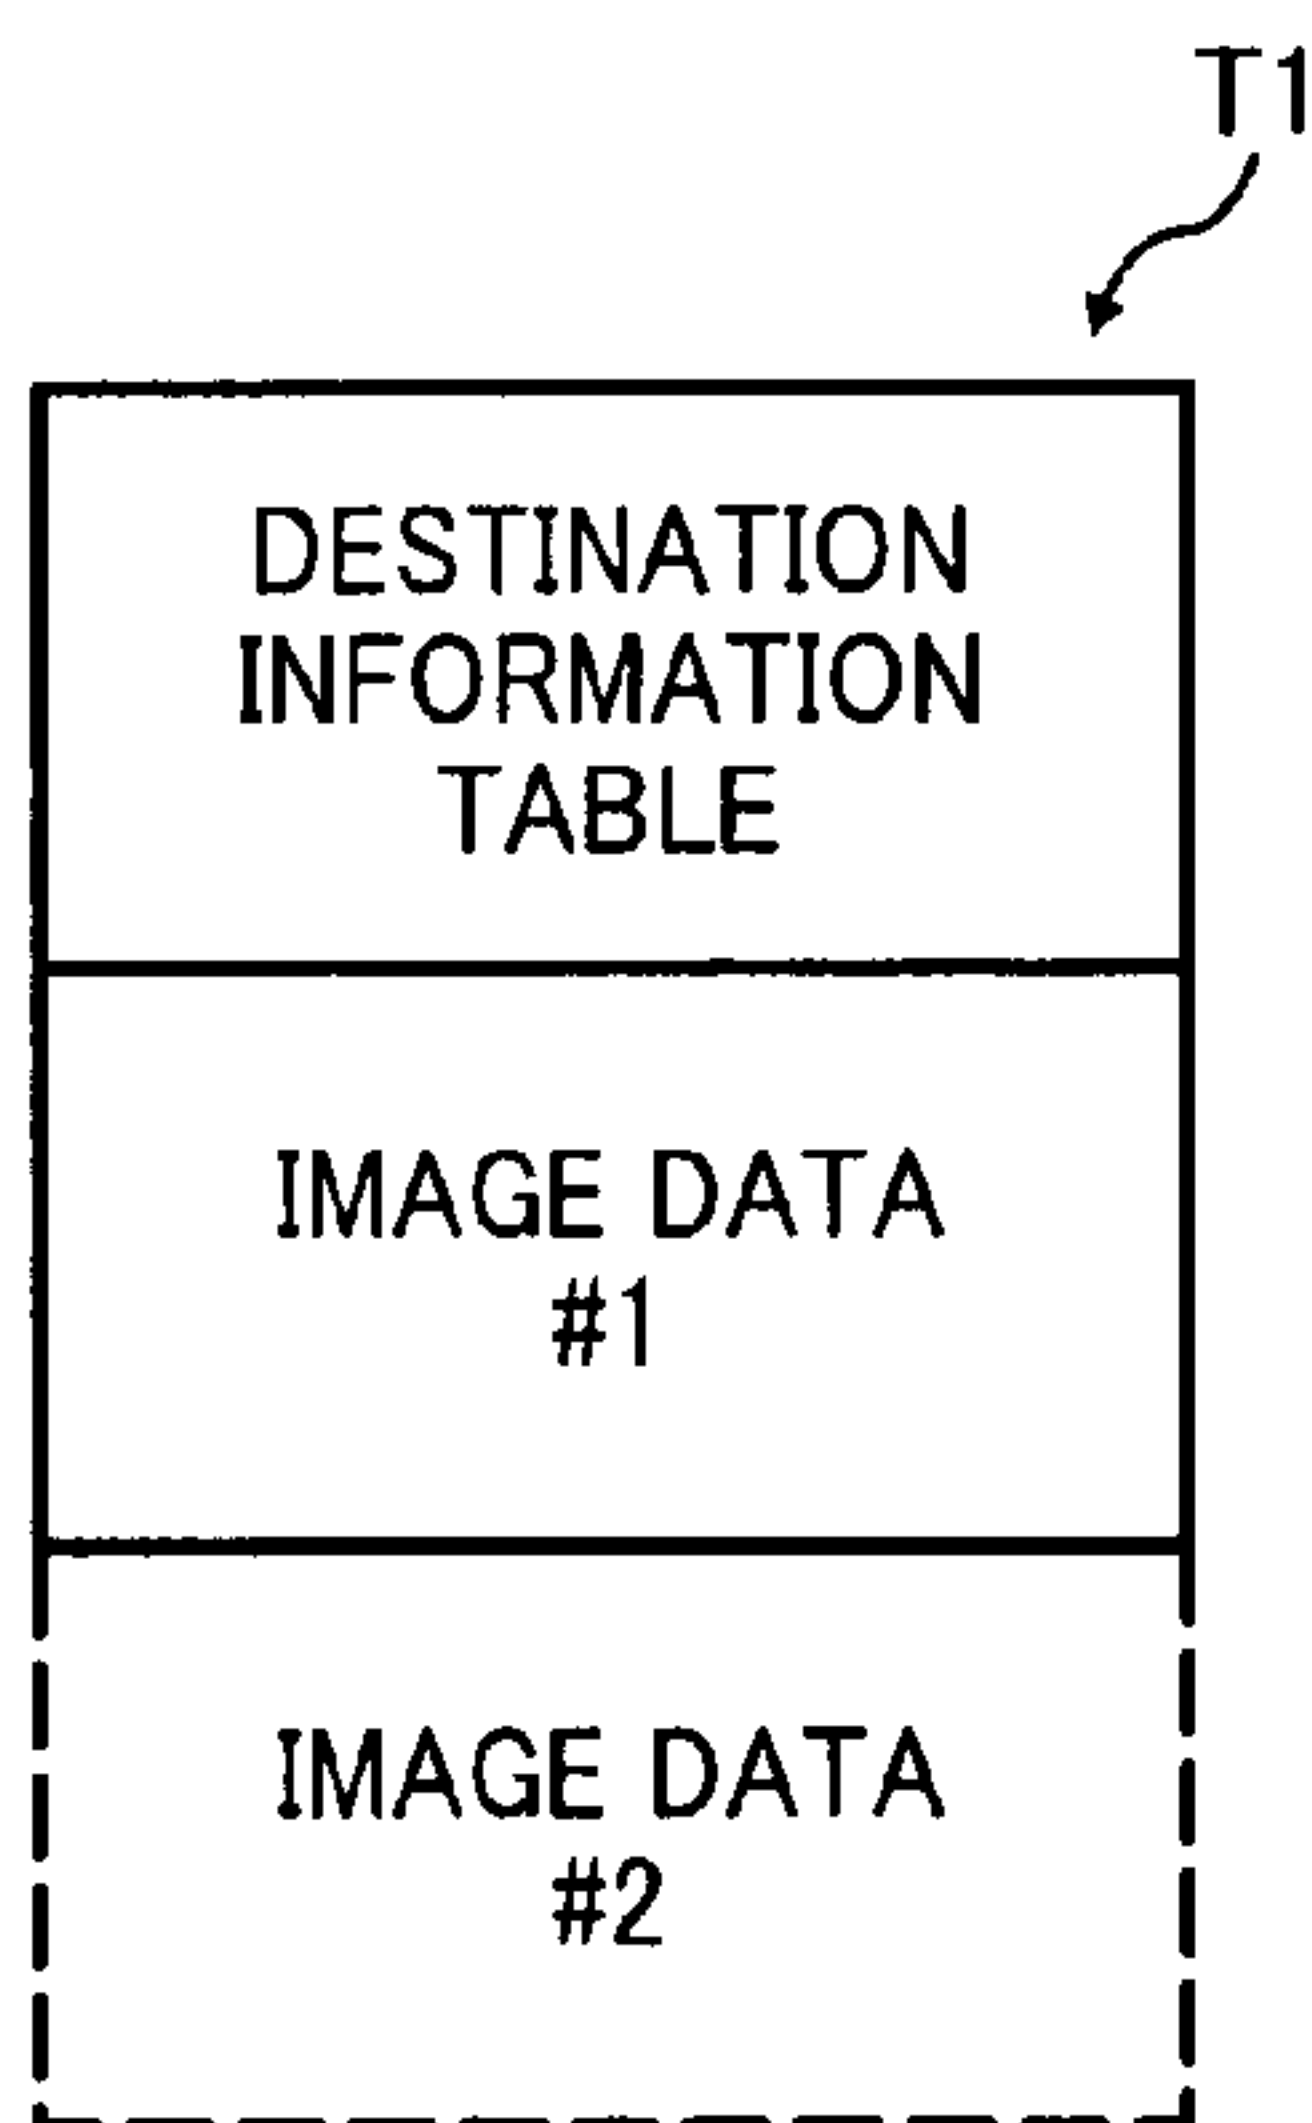 T1
DESTINATION
INFORMATION
TABLE
IMAGE DATA
#1
IMAGE DATA
#2